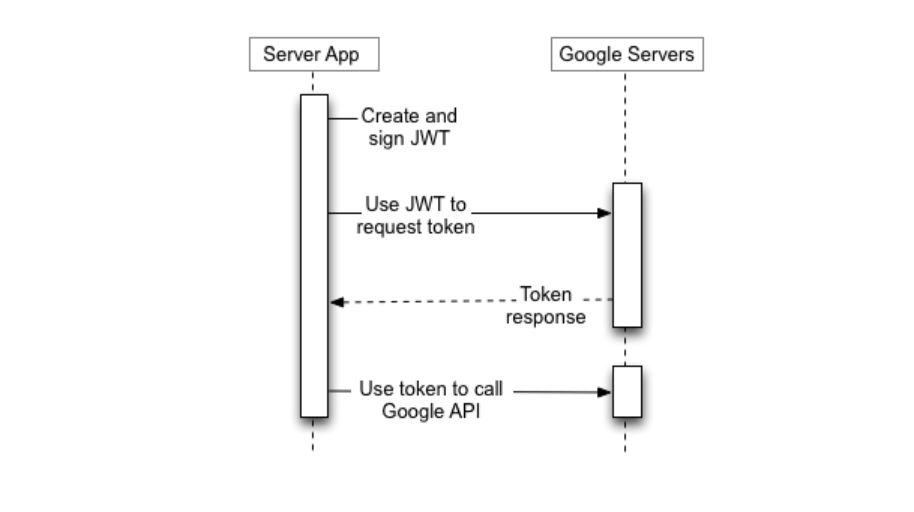 Server App
Google Servers
Create and
sign JWT
Use JWT to
request token
Token
response
Use token to call
Google API